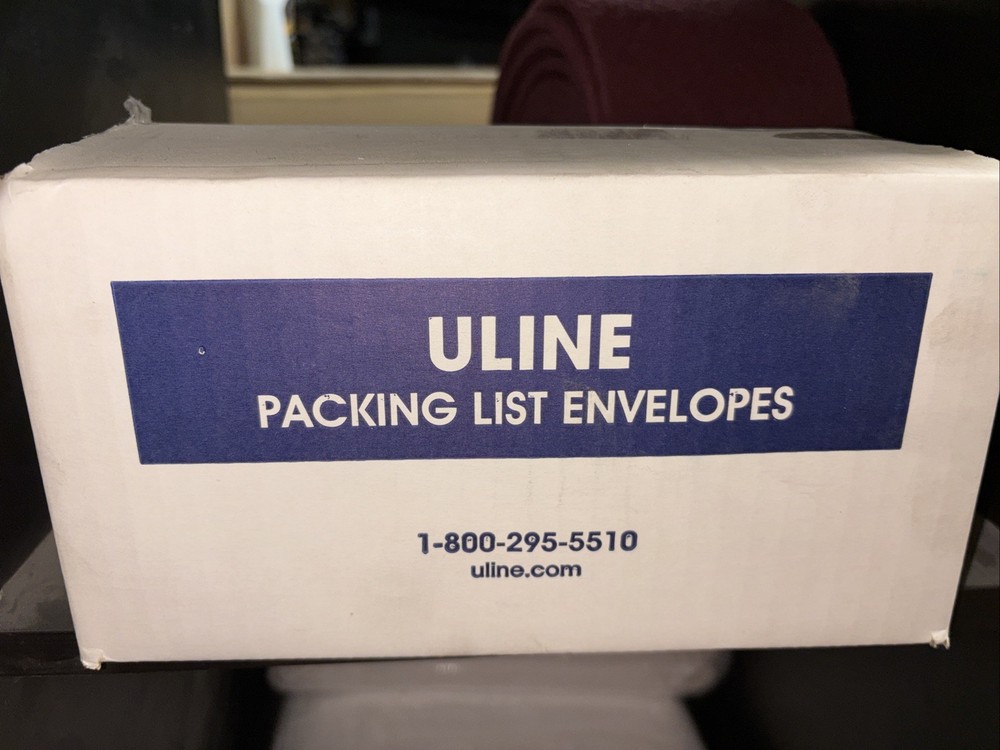 ULINE
PACKING LIST ENVELOPES
1-800-295-5510
uline.com